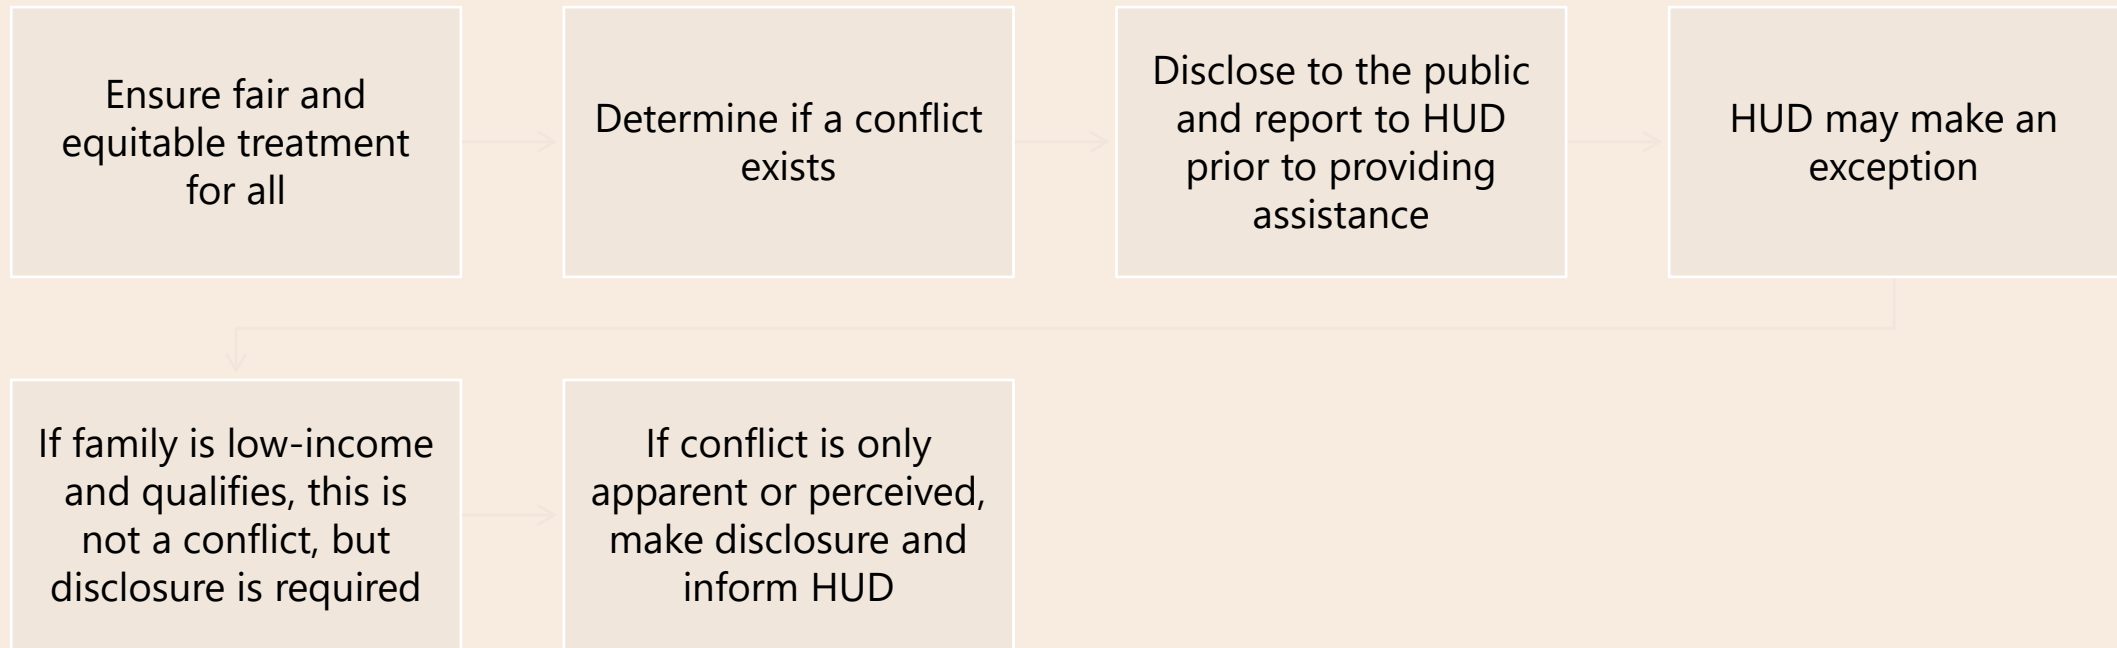 Ensure fair and
equitable treatment
for all
Determine if a conflict
exists
Disclose to the public
and report to HUD
prior to providing
assistance
HUD may make an
exception
If family is low-income
and qualifies, this is
not a conflict, but
disclosure is required
If conflict is only
apparent or perceived,
make disclosure and
inform HUD